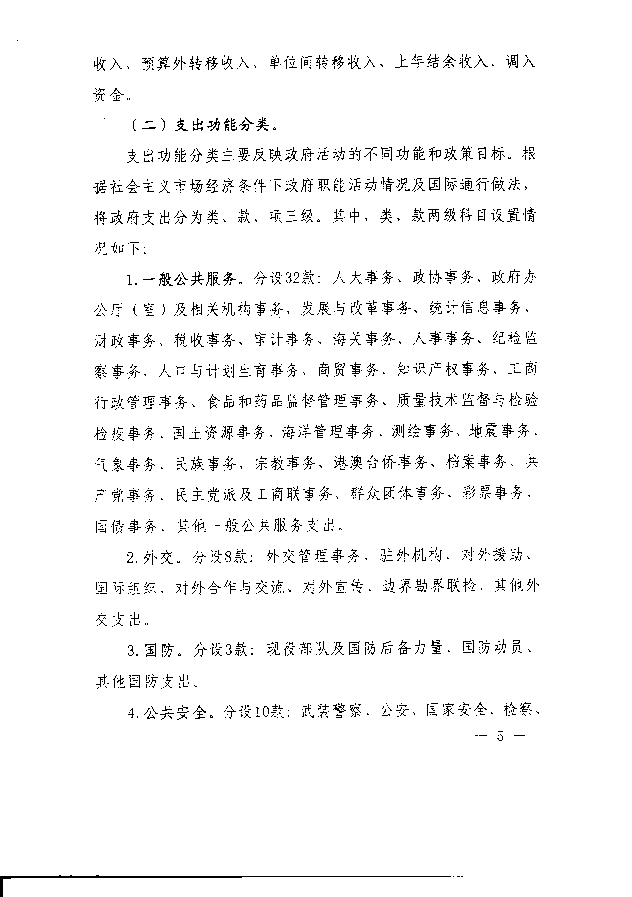 收入、预算外转移收入、单位间转移收入、上年结余收入、调入
资金。
（二）支出功能分类。
支出功能分类主要反映政府活动的不同功能和政策目标。根
据社会主义市场经济条件下政府职能活动情况及国际通行做法，
将政府支出分为类、款、项三级。其中，类、款两级科目设置情
况如下：
1.一般公共服务。分设32款：人大事务、政协事务、政府办
公厅（室）及相关机构事务、发展与改革事务、统计信息事务、
财政事务、税收事务、审计事务、海关事务、人事事务、纪检监
察事务、人口与计划生育事务、商贸事务、知识产权事务、工商
行政管理事务、食品和药品监督管理事务、质量技术监督与检验
检疫事务、国土资源事务、海洋管理事务、测绘事务、地震事务、
气象事务、民族事务、宗教事务、港澳台侨事务、档案事务、共
产党事务、民主党派及工商联事务、群众团体事务、彩票事务、
国债事务、其他一般公共服务支出。
2.外交。分设8款：外交管理事务、驻外机构、对外援助、
国际组织、对外合作与交流、对外宣传、边界勘界联检、其他外
交支出。
3.国防。分设3款：现役部队及国防后备力量、国防动员、
其他国防支出。
4.公共安全。分设10款：武装警察、公安、国家安全、检察、
— 5 —